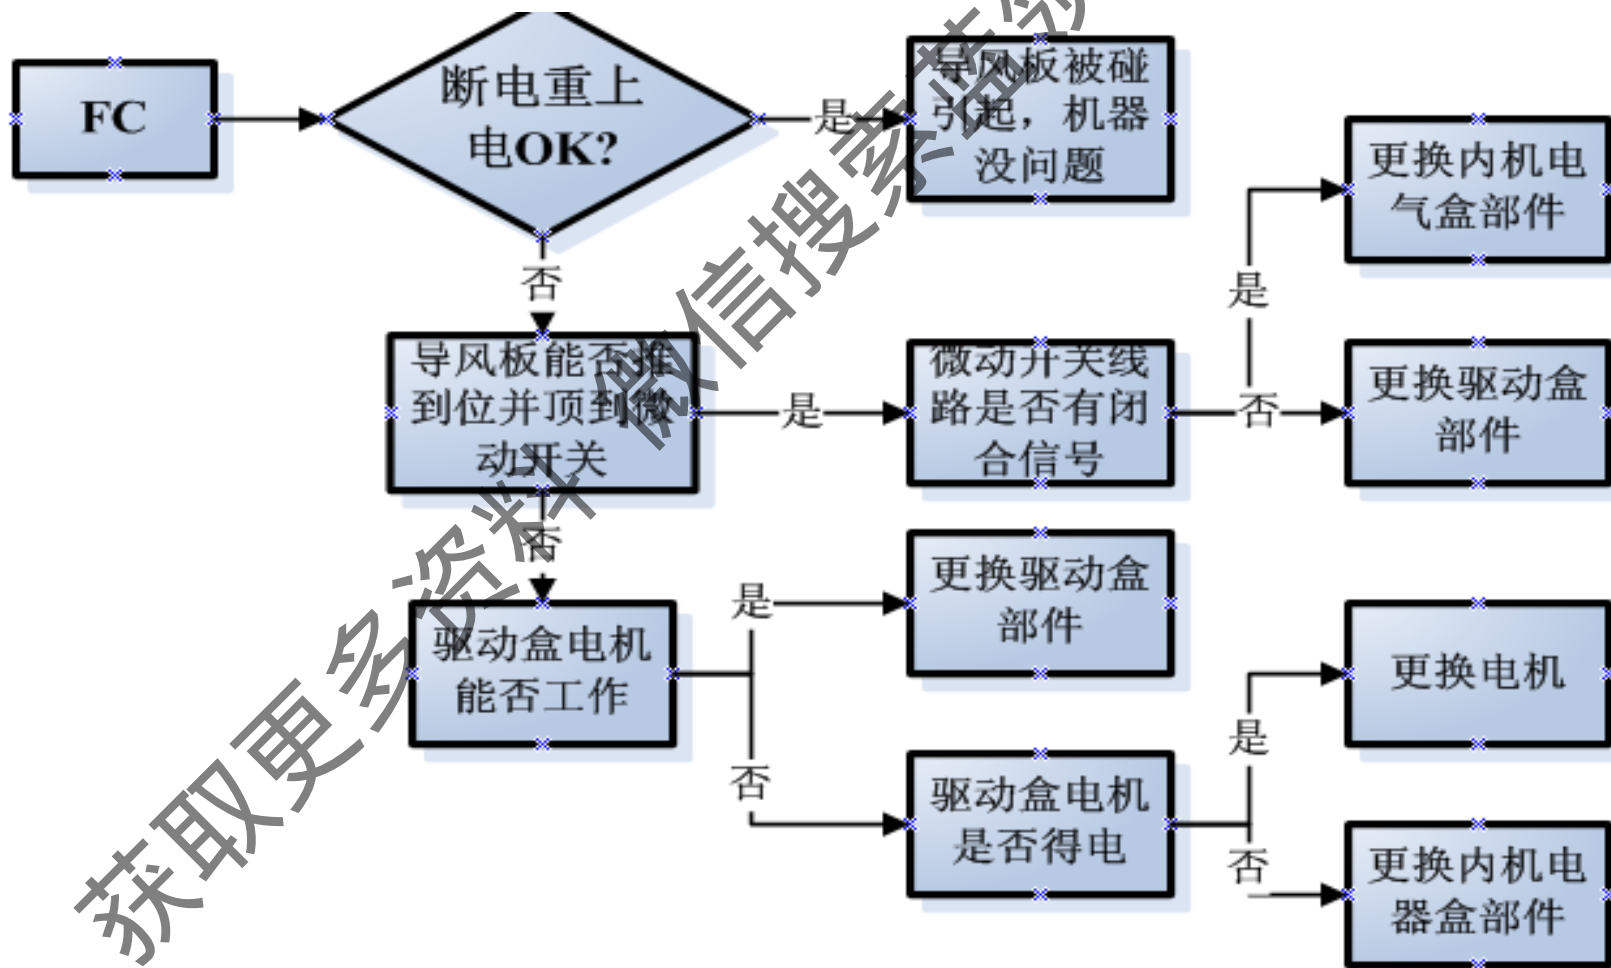 FC
断电重上
电OK?
是
导风板被碰
引起，机器
没问题
否
导风板能否推
到位并顶到微
动开关
是
微动开关线
路是否有闭
合信号
是
更换内机电
气盒部件
否
更换驱动盒
部件
否
驱动盒电机
能否工作
是
更换驱动盒
部件
否
驱动盒电机
是否得电
是
更换电机
否
更换内机电
器盒部件
获取更多资料 微信搜索蓝领